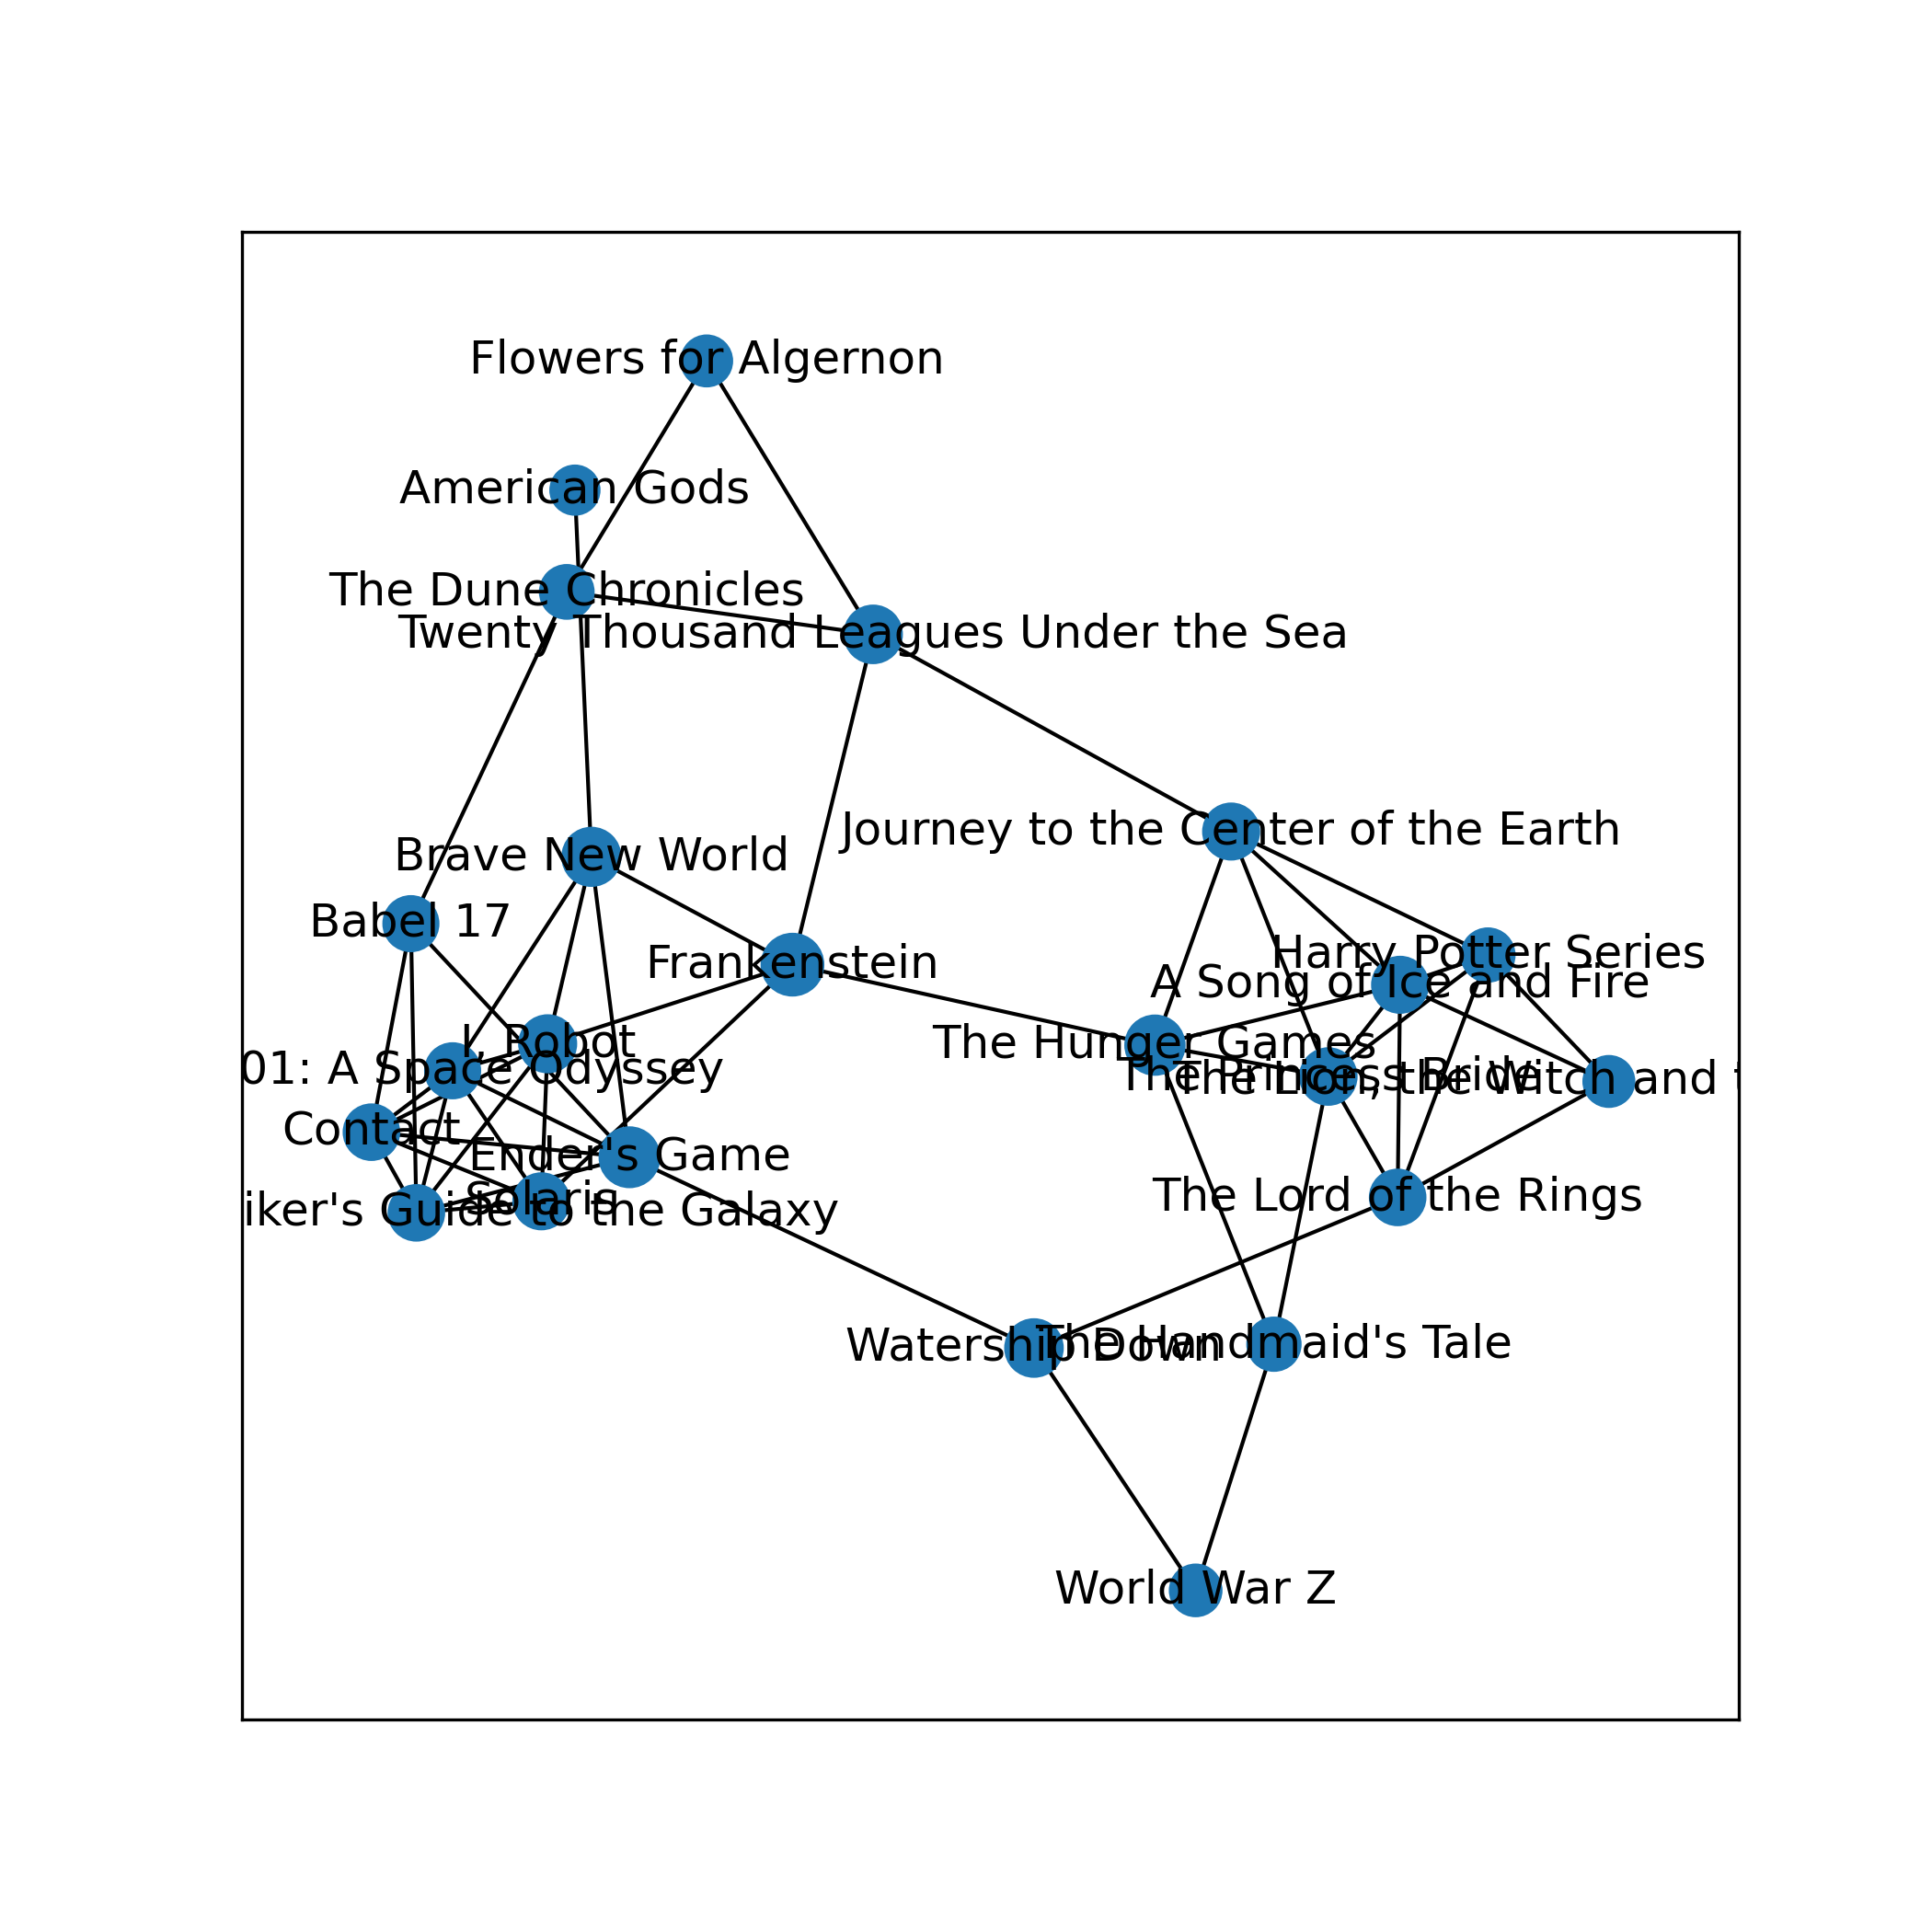 Flowers for Algernon
American Gods
The Dune Chronicles
Twenty Thousand Leagues Under the Sea
Journey to the Center of the Earth
Brave New World
Babel 17
Harry Potter Series
Frankenstein
A Song of Ice and Fire
I, Robot
The Hunger Games
01: A Space Odyssey
The Princess Bride
The Lion, the Witch and t
Contact
Ender's Game
The Lord of the Rings
Solaris
iker's Guide to the Galaxy
Watership Down
The Handmaid's Tale
World War Z